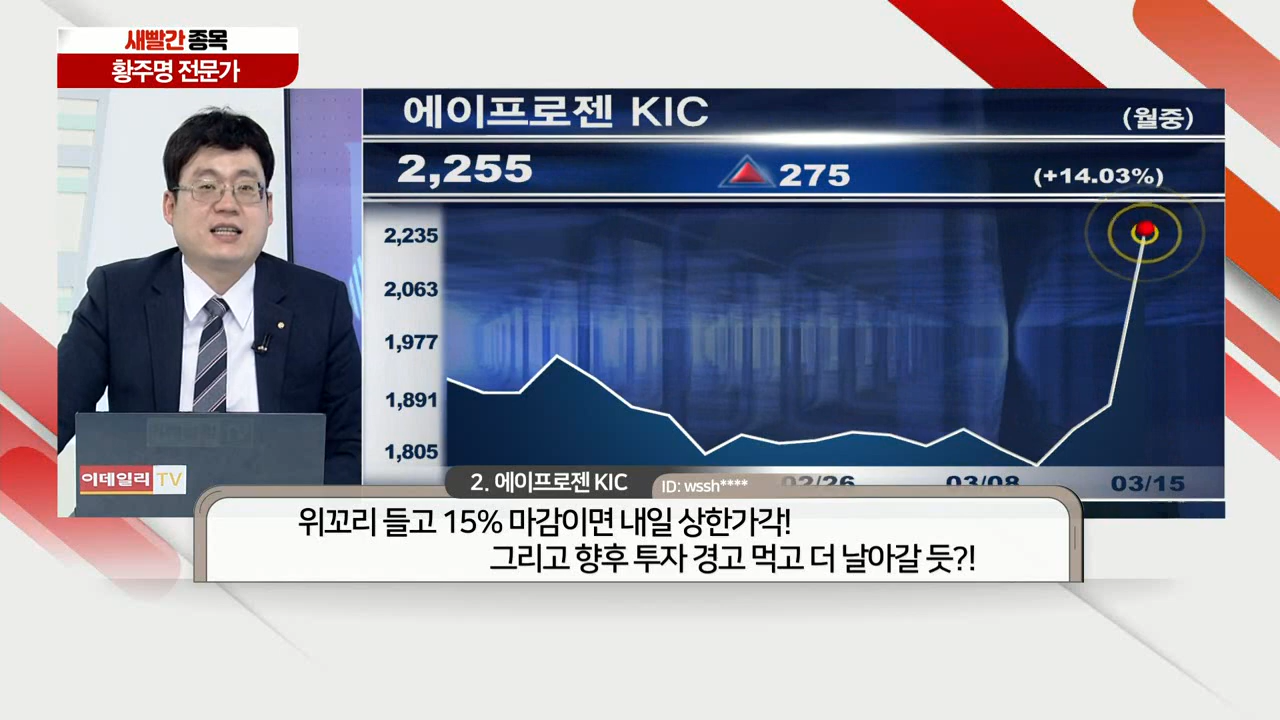 새빨간 종목
황주명 전문가
에이프로젠 KIC
(월중)
2,255
275
(+14.03%)
2,235
2,063
1,977
1,891
1,805
02/26
03/08
03/15
이데일리 TV
2. 에이프로젠 KIC
ID: wssh****
위꼬리 들고 15% 마감이면 내일 상한가각!
그리고 향후 투자 경고 먹고 더 날아갈 듯?!